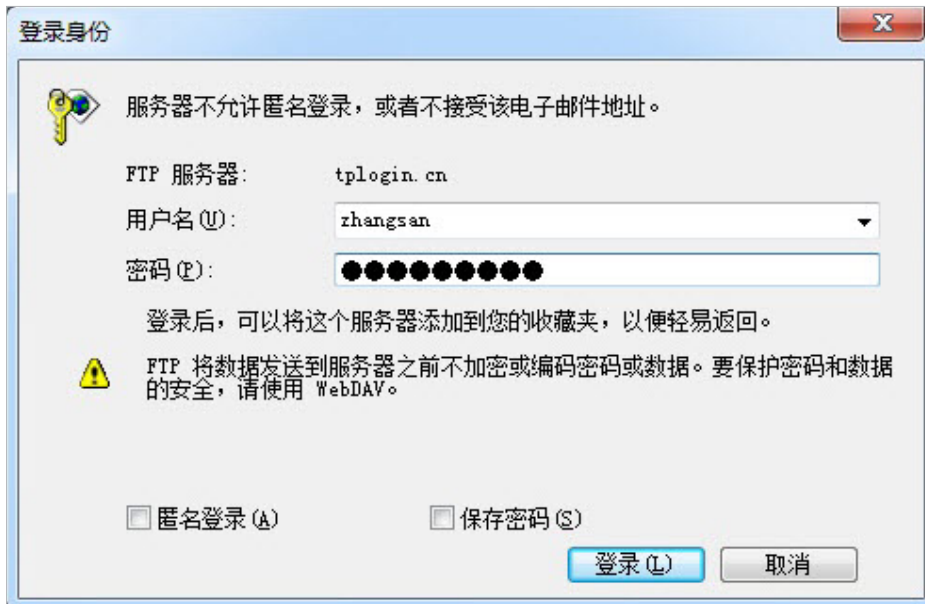 登录身份
服务器不允许匿名登录，或者不接受该电子邮件地址。
FTP 服务器: tplogin.cn
用户名(U): zhangsan
密码(P): ●●●●●●●●●
登录后，可以将这个服务器添加到您的收藏夹，以便轻易返回。
FTP 将数据发送到服务器之前不加密或编码密码或数据。要保护密码和数据
的安全，请使用 WebDAV。
匿名登录(A) 保存密码(S)
登录(L) 取消